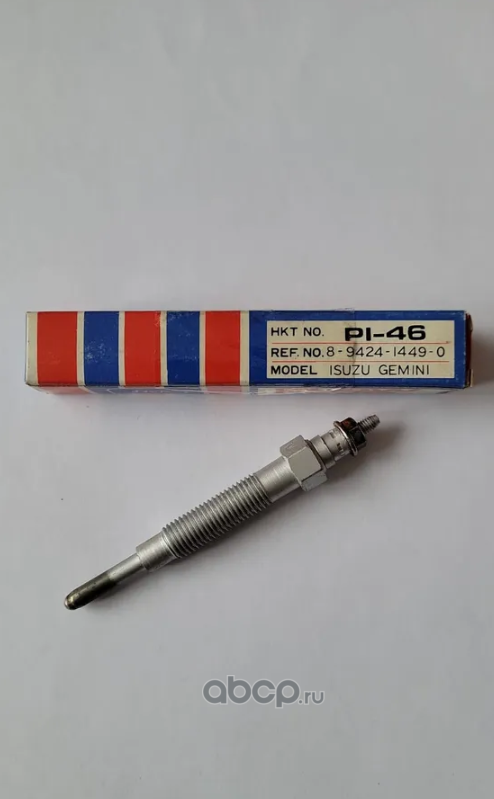 HKT NO. PI-46
REF. NO. 8-9424-1449-0
MODEL ISUZU GEMINI
abcp.ru